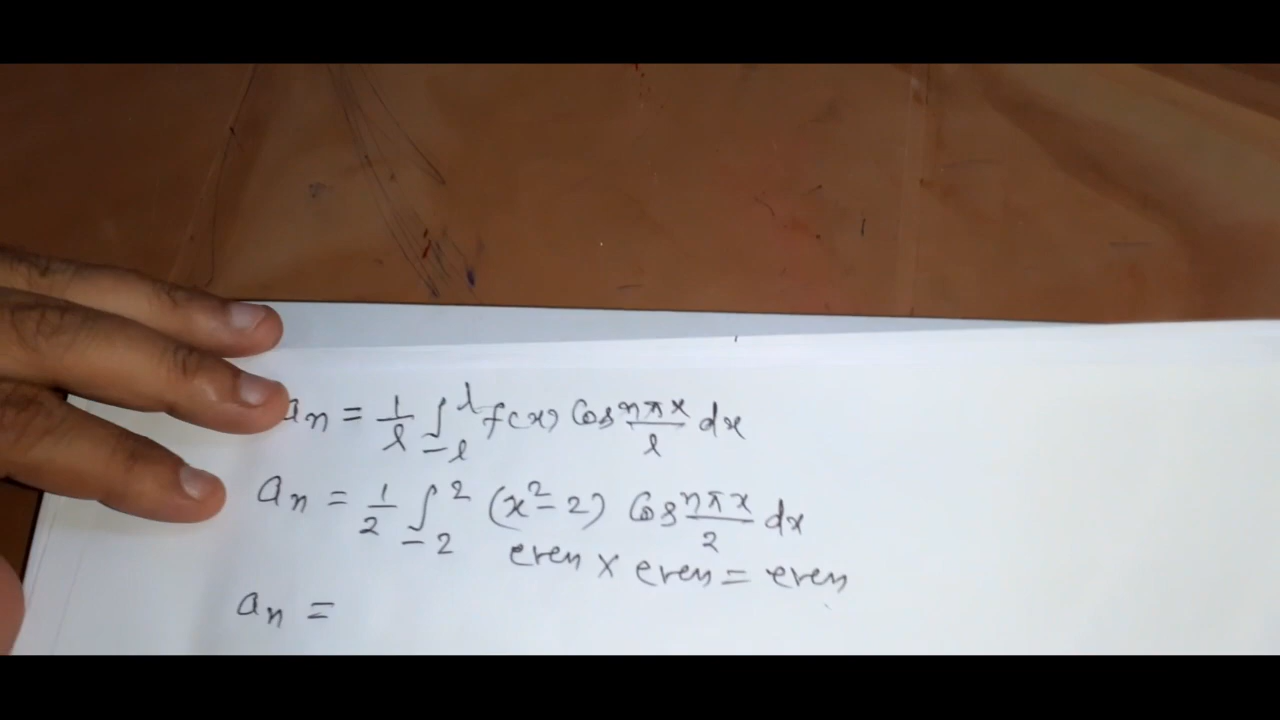 an = 1/l ∫_{-l}^{l} f(x) Cos nπx/l dx
an = 1/2 ∫_{-2}^{2} (x²-2) Cos nπx/2 dx
even × even = even
an =